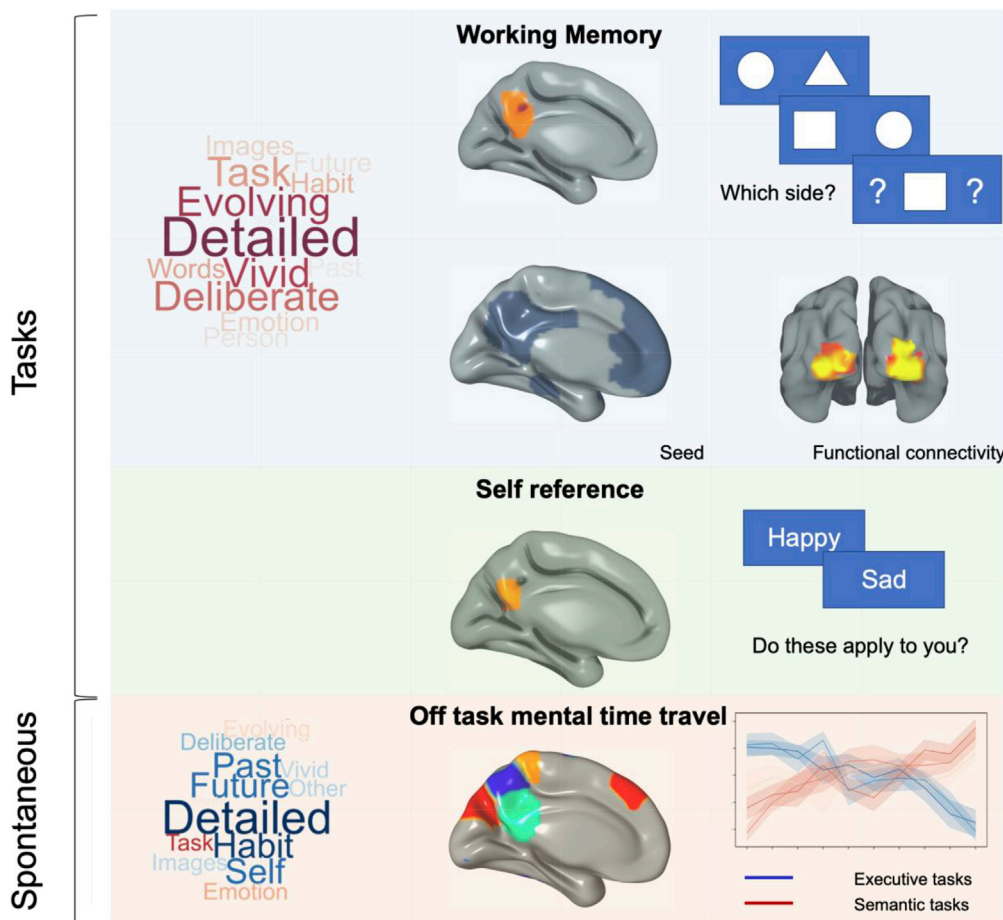 Tasks
Working Memory
Images
Future
Task
Habit
Evolving
Detailed
Words
Vivid
Past
Deliberate
Emotion
Person
Which side?
? ?
Seed
Functional connectivity
Self reference
Happy
Sad
Do these apply to you?
Spontaneous
Off task mental time travel
Evolving
Deliberate
Past
Vivid
Future
Other
Detailed
Task
Habit
Images
Self
Emotion
Executive tasks
Semantic tasks